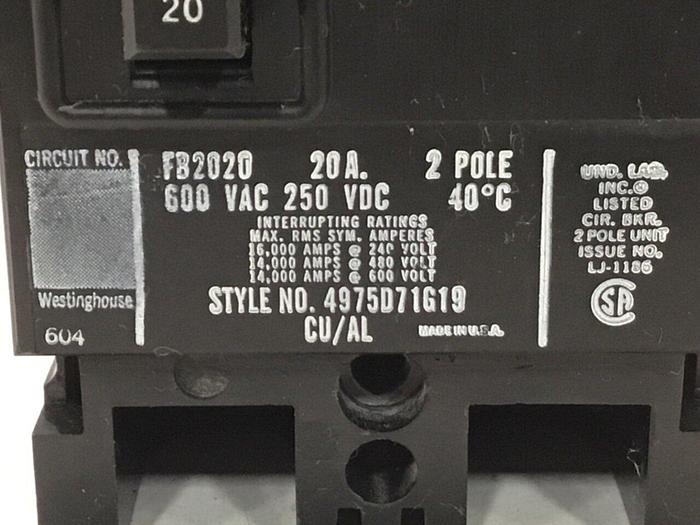 20
CIRCUIT NO.
Westinghouse
604
FB2020 20A. 2 POLE
600 VAC 250 VDC 40°C
INTERRUPTING RATINGS
MAX. RMS SYM. AMPERES
18,000 AMPS @ 240 VOLT
14,000 AMPS @ 480 VOLT
14,000 AMPS @ 600 VOLT
STYLE NO. 4975D71G19
CU/AL
MADE IN U.S.A.
UND. LAB.
INC.®
LISTED
CIR. BKR.
2 POLE UNIT
ISSUE NO.
LJ-1186
SA